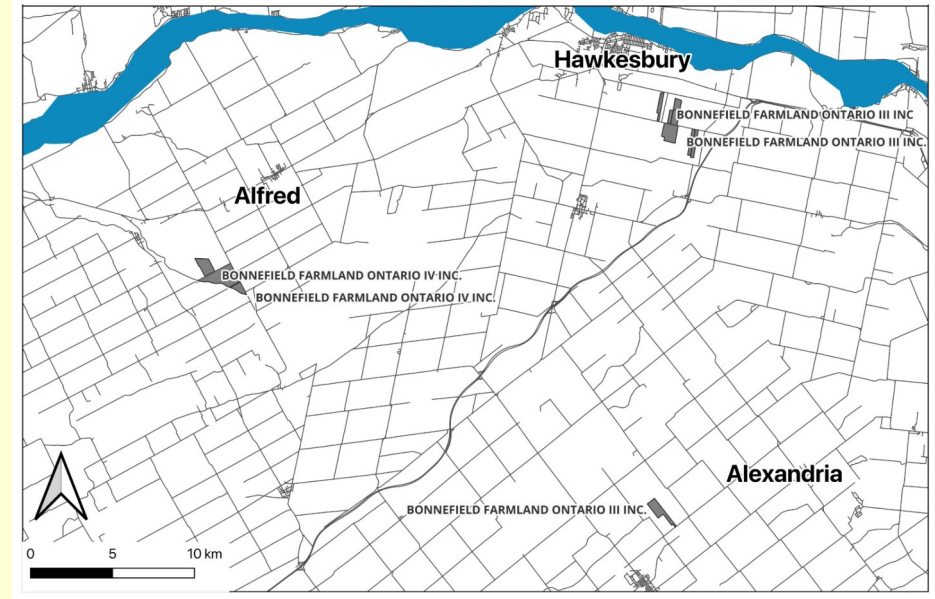 Hawkesbury
BONNEFIELD FARMLAND ONTARIO III INC
BONNEFIELD FARMLAND ONTARIO III INC.
Alfred
BONNEFIELD FARMLAND ONTARIO IV INC.
BONNEFIELD FARMLAND ONTARIO IV INC.
Alexandria
BONNEFIELD FARMLAND ONTARIO III INC.
0 5 10 km